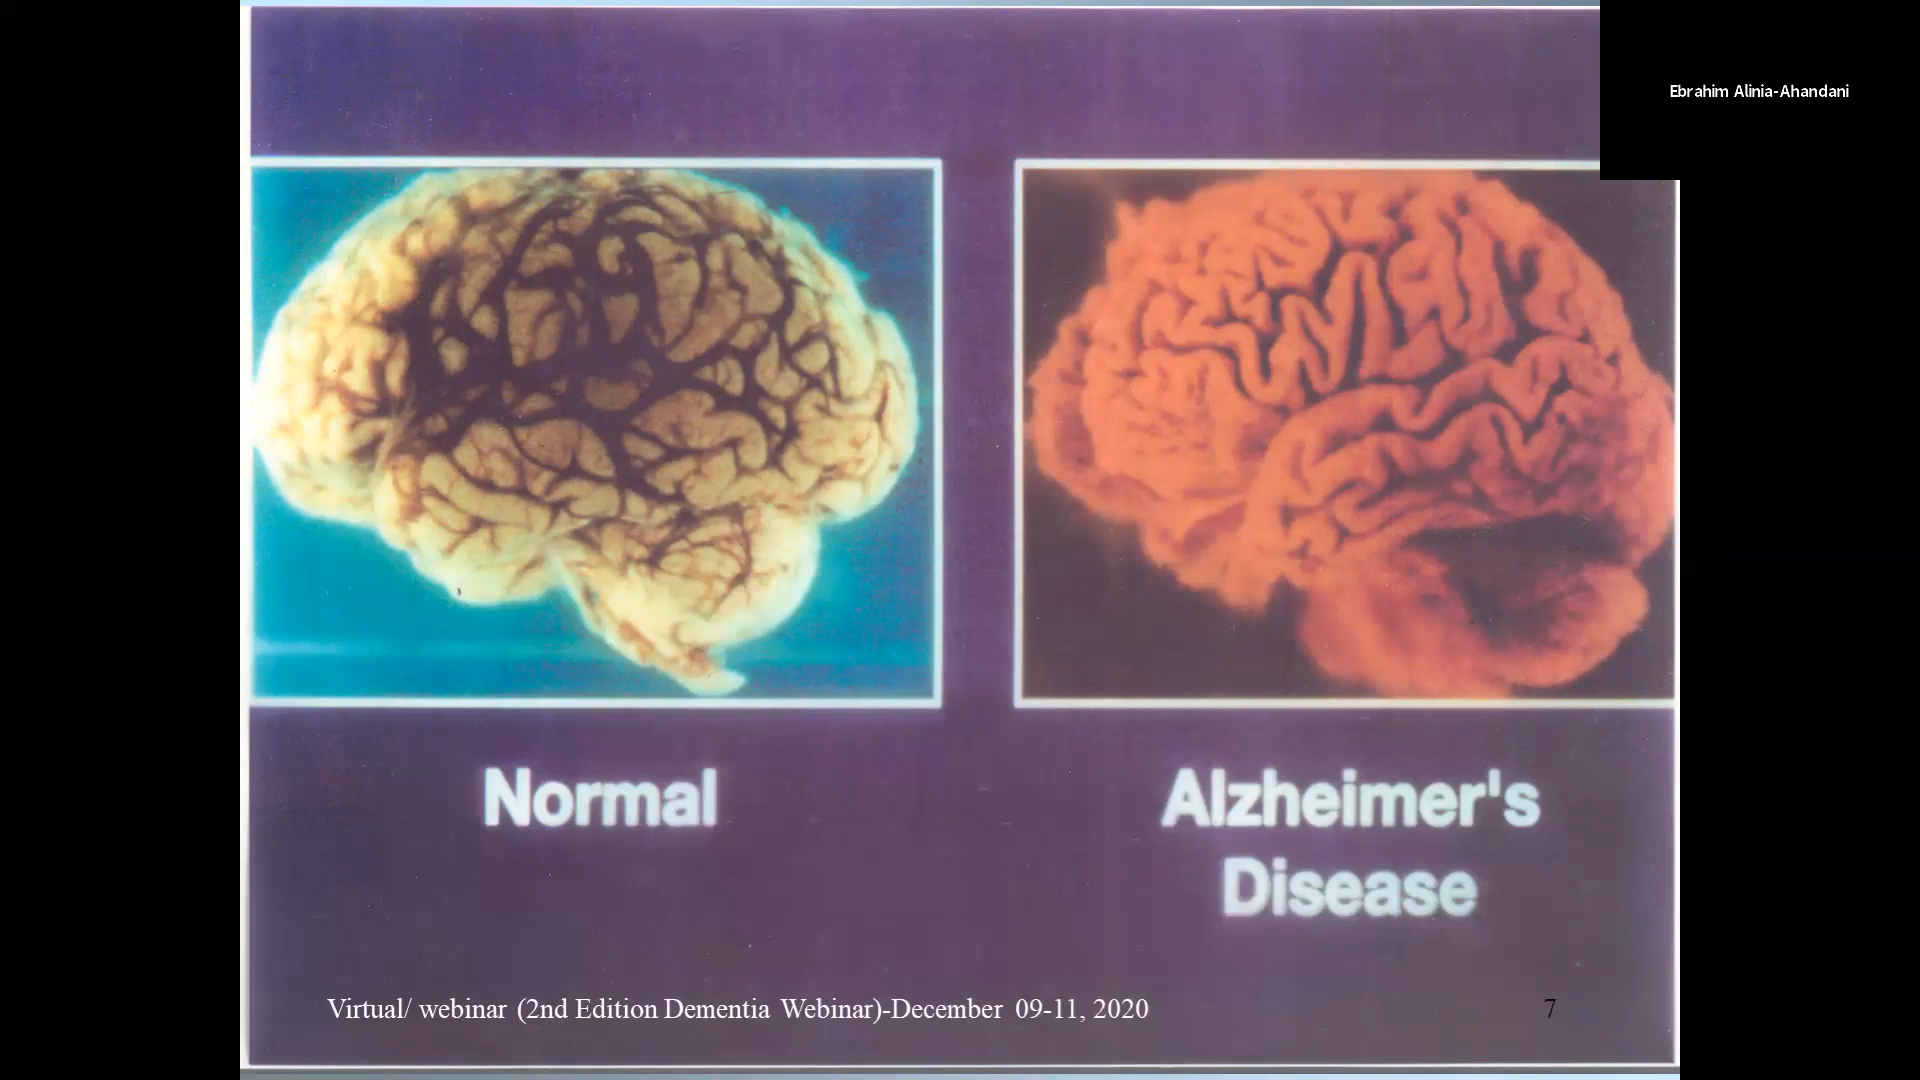 Ebrahim Alinia-Ahandani
Normal
Alzheimer's
Disease
Virtual/ webinar (2nd Edition Dementia Webinar)-December 09-11, 2020
7